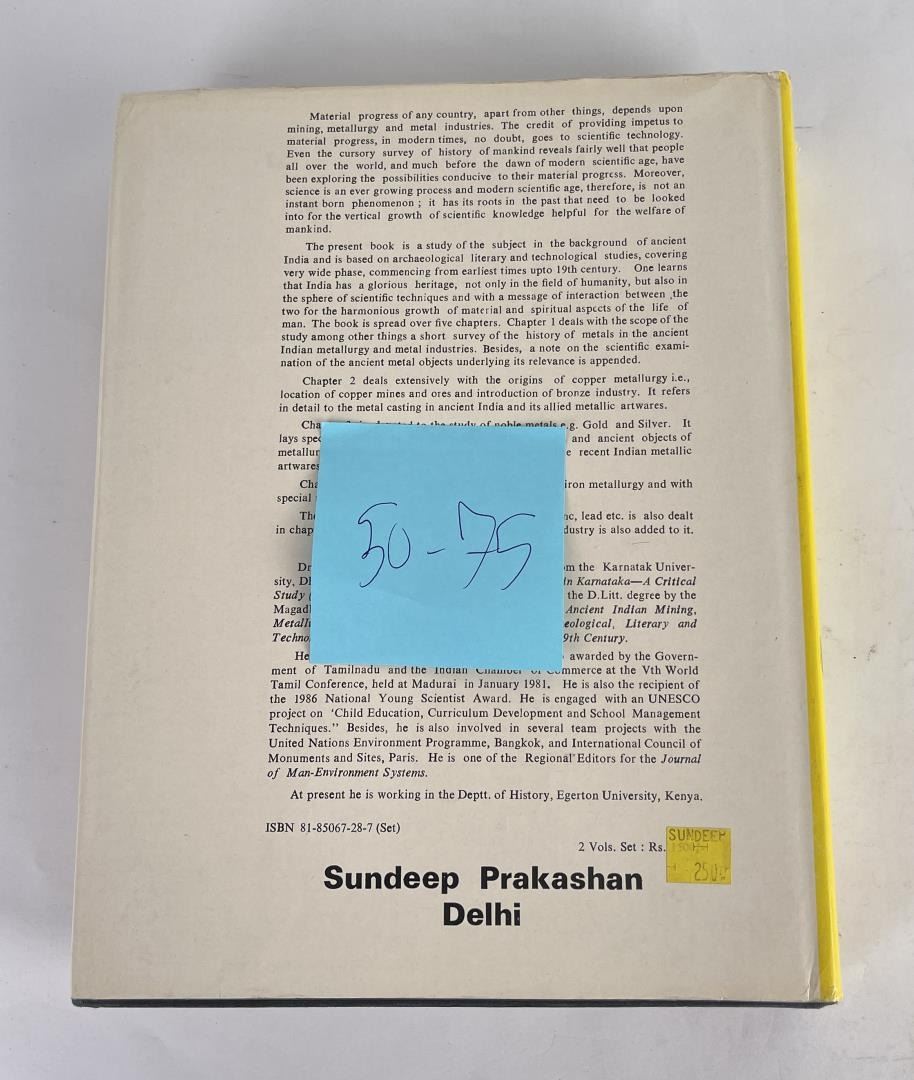 Material progress of any country, apart from other things, depends upon
mining, metallurgy and metal industries. The credit of providing impetus to
material progress, in modern times, no doubt, goes to scientific technology.
Even the cursory survey of history of mankind reveals fairly well that people
all over the world, and much before the dawn of modern scientific age, have
been exploring the possibilities conducive to their material progress. Moreover,
science is an ever growing process and modern scientific age, therefore, is not an
instant born phenomenon ; it has its roots in the past that need to be looked
into for the vertical growth of scientific knowledge helpful for the welfare of
mankind.
The present book is a study of the subject in the background of ancient
India and is based on archaeological literary and technological studies, covering
very wide phase, commencing from earliest times upto 19th century. One learns
that India has a glorious heritage, not only in the field of humanity, but also in
the sphere of scientific techniques and with a message of interaction between the
two for the harmonious growth of material and spiritual aspects of the life of
man. The book is spread over five chapters. Chapter 1 deals with the scope of the
study among other things a short survey of the history of metals in the ancient
Indian metallurgy and metal industries. Besides, a note on the scientific exami-
nation of the ancient metal objects underlying its relevance is appended.
Chapter 2 deals extensively with the origins of copper metallurgy i.e.,
location of copper mines and ores and introduction of bronze industry. It refers
in detail to the metal casting in ancient India and its allied metallic artwares.
Cha the study of noble metals e.g. Gold and Silver. It
lays spec and ancient objects of
metallur e recent Indian metallic
artwares
Cha iron metallurgy and with
special
Th nc, lead etc. is also dealt
in chap dustry is also added to it.
50-75
Dr om the Karnatak Univer-
sity, Dh in Karnataka—A Critical
Study ( the D.Litt. degree by the
Magad Ancient Indian Mining,
Metall eological, Literary and
Techno 9th Century.
He awarded by the Govern-
ment of Tamilnadu and the Indian Chamber of Commerce at the Vth World
Tamil Conference, held at Madurai in January 1981. He is also the recipient of
the 1986 National Young Scientist Award. He is engaged with an UNESCO
project on 'Child Education, Curriculum Development and School Management
Techniques.'' Besides, he is also involved in several team projects with the
United Nations Environment Programme, Bangkok, and International Council of
Monuments and Sites, Paris. He is one of the Regional Editors for the Journal
of Man-Environment Systems.
At present he is working in the Deptt. of History, Egerton University, Kenya.
ISBN 81-85067-28-7 (Set)
2 Vols. Set : Rs.
SUNDEEP
Sundeep Prakashan
Delhi